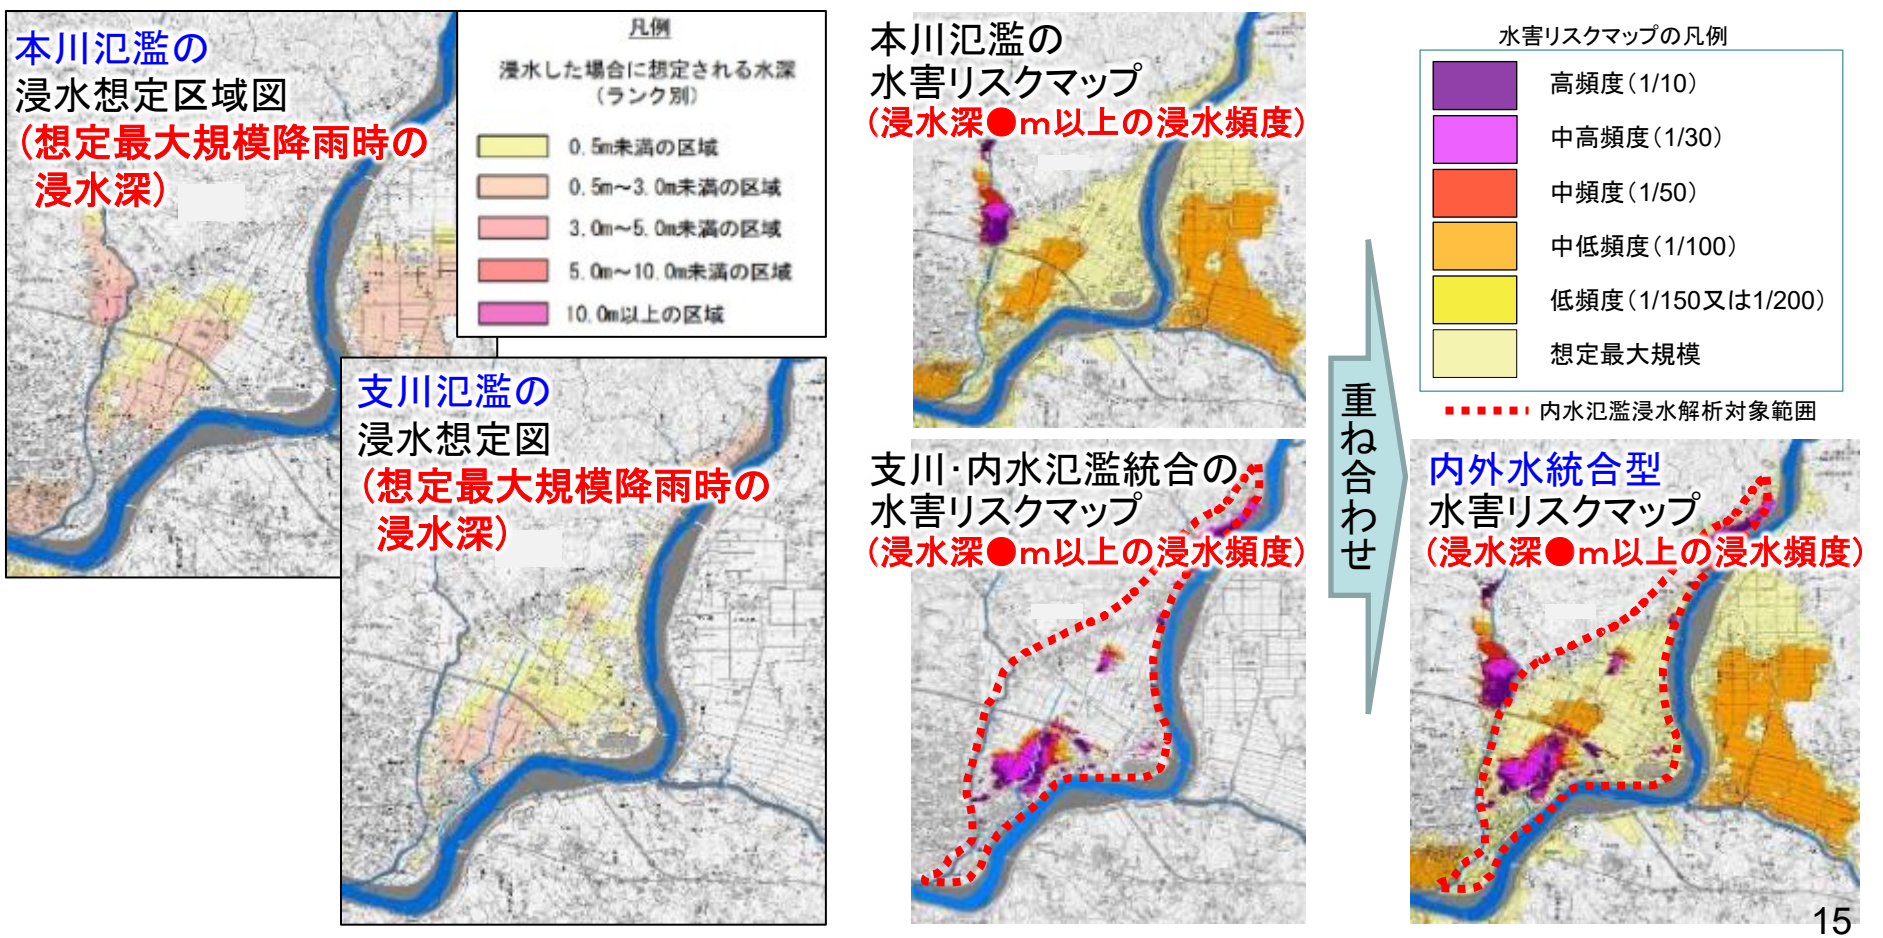 本川氾濫の
浸水想定区域図
(想定最大規模降雨時の
浸水深)
凡例
浸水した場合に想定される水深
(ランク別)
0.5m未満の区域
0.5m～3.0m未満の区域
3.0m～5.0m未満の区域
5.0m～10.0m未満の区域
10.0m以上の区域
支川氾濫の
浸水想定図
(想定最大規模降雨時の
浸水深)
本川氾濫の
水害リスクマップ
(浸水深●m以上の浸水頻度)
支川・内水氾濫統合の
水害リスクマップ
(浸水深●m以上の浸水頻度)
重ね合わせ
水害リスクマップの凡例
高頻度(1/10)
中高頻度(1/30)
中頻度(1/50)
中低頻度(1/100)
低頻度(1/150又は1/200)
想定最大規模
内水氾濫浸水解析対象範囲
内外水統合型
水害リスクマップ
(浸水深●m以上の浸水頻度)
15